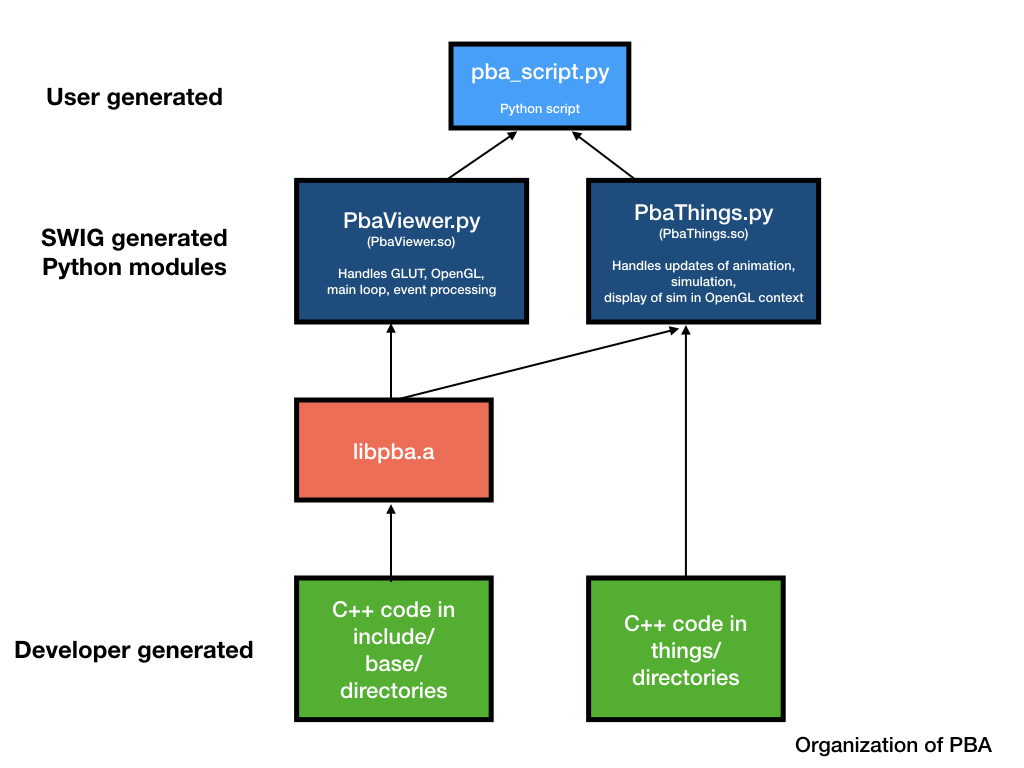 pba_script.py
Python script
User generated
SWIG generated
Python modules
PbaViewer.py
(PbaViewer.so)
Handles GLUT, OpenGL,
main loop, event processing
PbaThings.py
(PbaThings.so)
Handles updates of animation,
simulation,
display of sim in OpenGL context
libpba.a
Developer generated
C++ code in
include/
base/
directories
C++ code in
things/
directories
Organization of PBA